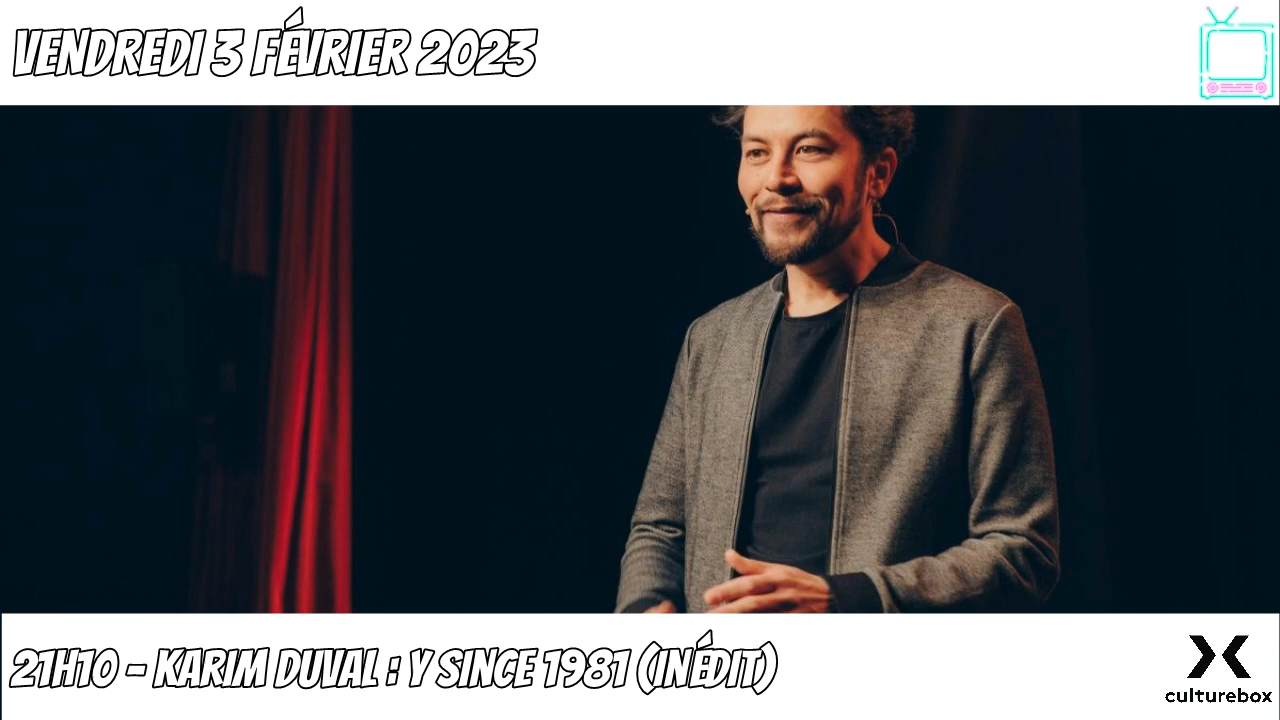 VENDREDI 3 FÉVRIER 2023
21H10 - KARIM DUVAL : Y SINCE 1981 (INÉDIT)
culturebox